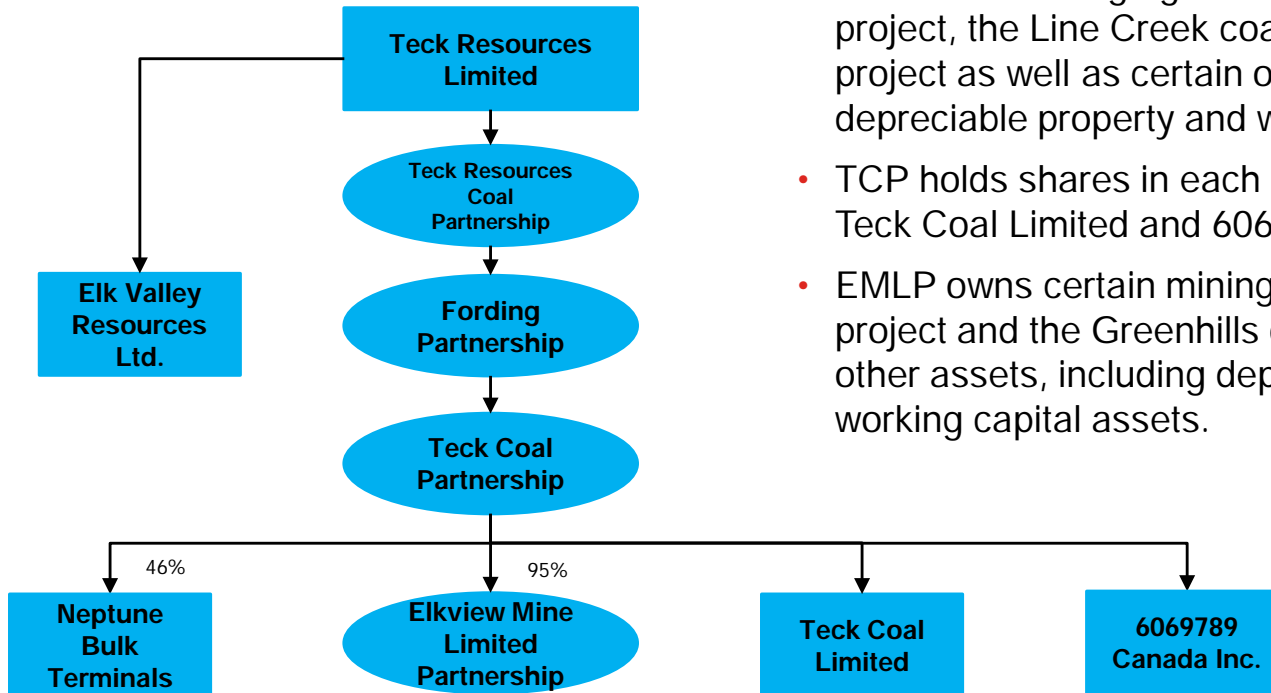 Teck Resources
Limited
Teck Resources
Coal
Partnership
Elk Valley
Resources
Ltd.
Fording
Partnership
Teck Coal
Partnership
46%
95%
Neptune
Bulk
Terminals
Elkview Mine
Limited
Partnership
Teck Coal
Limited
6069789
Canada Inc.
project, the Line Creek coa
project as well as certain o
depreciable property and w
• TCP holds shares in each
Teck Coal Limited and 606
• EMLP owns certain mining
project and the Greenhills
other assets, including dep
working capital assets.